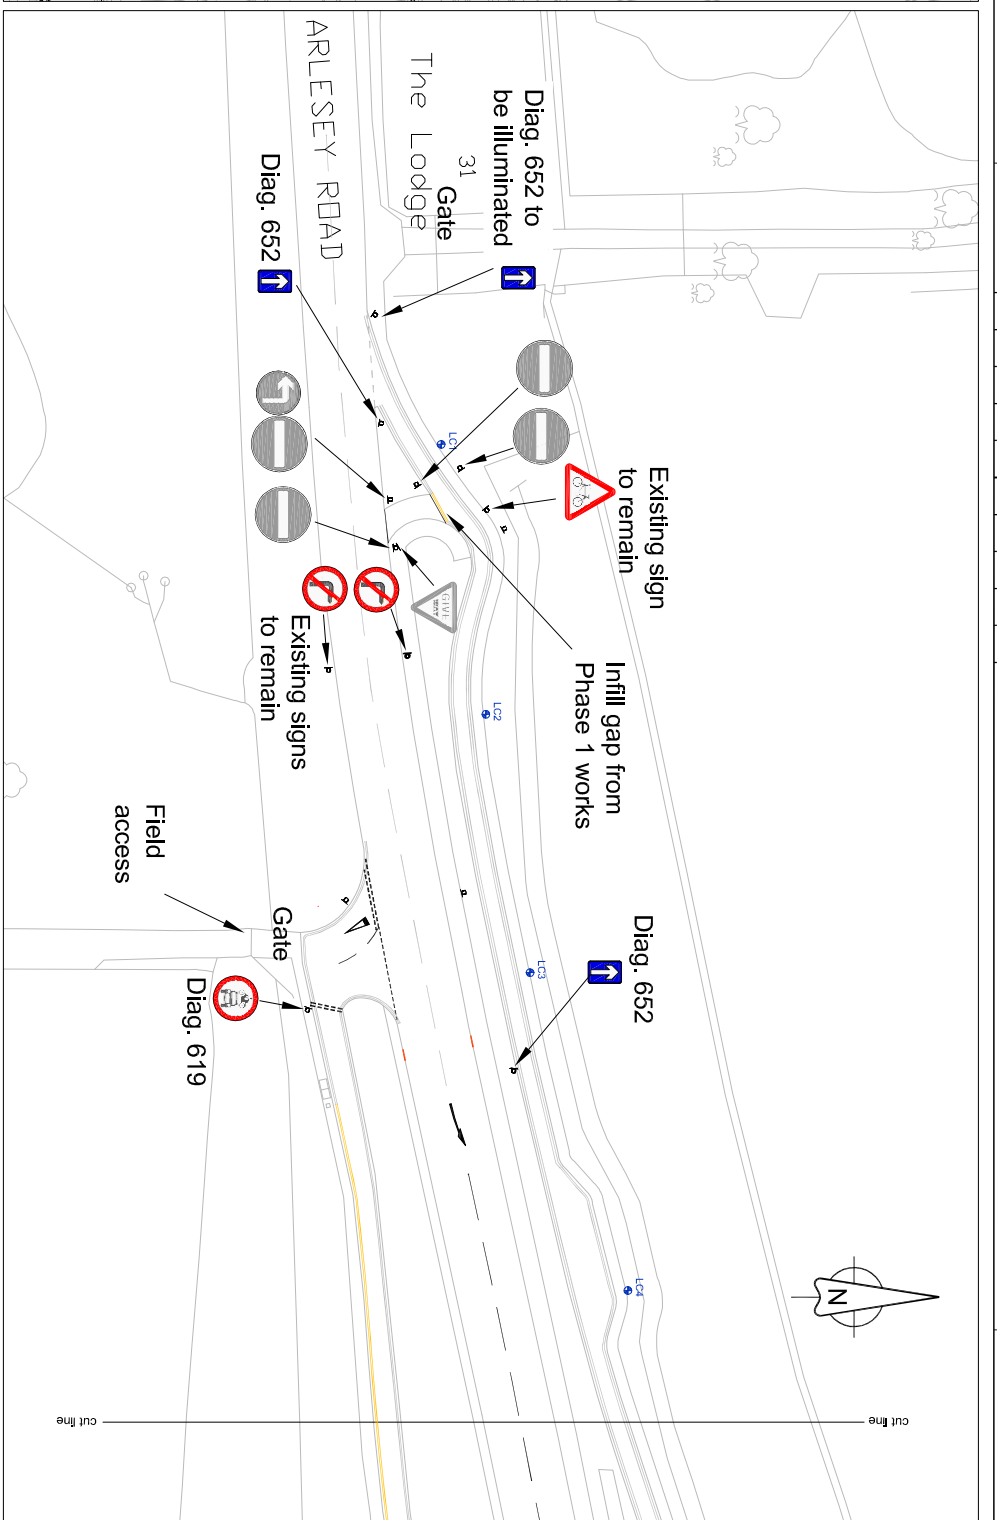 ARLESEY ROAD
The Lodge
31
Gate
Diag. 652 to
be illuminated
Diag. 652
Existing sign
to remain
LC1
GIVE
WAY
Existing signs
to remain
Infill gap from
Phase 1 works
LC2
Field
access
Gate
Diag. 619
Diag. 652
LC3
LC4
N
cut line
cut line